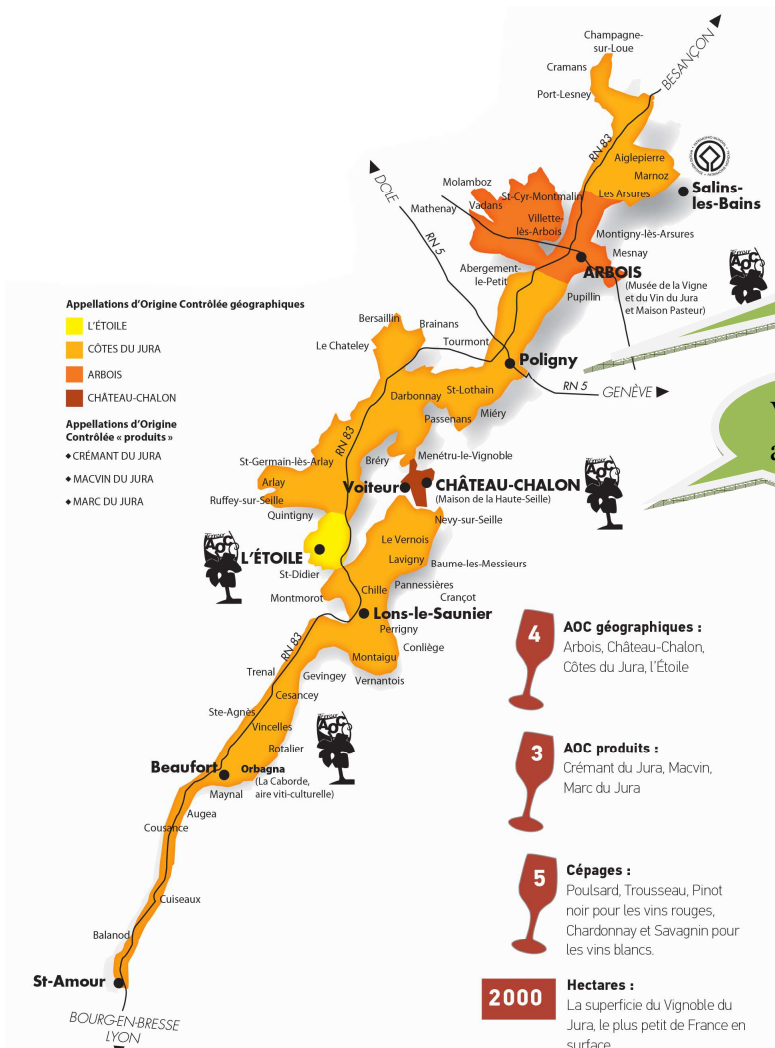 Champagne-
sur-Loue
Cramans
Port-Lesney
BESANÇON
RN 83
Aiglepierre
Marnoz
Salins-
les-Bains
Molamboz
St-Cyr-Montmalin
Les Arsures
DOLE
Vadans
Mathenay
Villette-
lès-Arbois
Montigny-lès-Arsures
RN 5
Mesnay
Abergement-
le-Petit
ARBOIS
(Musée de la Vigne
et du Vin du Jura
et Maison Pasteur)
AOC
Pupillin
Appellations d'Origine Contrôlée géographiques
L'ÉTOILE
CÔTES DU JURA
ARBOIS
CHÂTEAU-CHALON
Appellations d'Origine
Contrôlée « produits »
CRÉMANT DU JURA
MACVIN DU JURA
MARC DU JURA
Bersaillin
Brainans
Le Chateley
Tourmont
Poligny
RN 5
GENÈVE
St-Lothain
Darbonnay
Miéry
Passenans
RN 83
Menétru-le-Vignoble
St-Germain-lès-Arlay
Bréry
Arlay
Voiteur
CHÂTEAU-CHALON
(Maison de la Haute-Seille)
AOC
Ruffey-sur-Seille
Quintigny
Nevy-sur-Seille
Le Vernois
AOC
L'ÉTOILE
Lavigny
Baume-les-Messieurs
St-Didier
Chille
Pannessières
Montmorot
Crançot
Lons-le-Saunier
Perrigny
RN 83
Conliège
Montaigu
Trenal
Gevingey
Vernantois
Cesancey
Ste-Agnès
Vincelles
AOC
Rotalier
Beaufort
Orbagna
(La Caborde,
aire viti-culturelle)
Maynal
Augea
Cousance
Cuiseaux
Balanod
St-Amour
BOURG-EN-BRESSE
LYON
4
AOC géographiques :
Arbois, Château-Chalon,
Côtes du Jura, l'Étoile
3
AOC produits :
Crémant du Jura, Macvin,
Marc du Jura
5
Cépages :
Poulsard, Trousseau, Pinot
noir pour les vins rouges,
Chardonnay et Savagnin pour
les vins blancs.
2000
Hectares :
La superficie du Vignoble du
Jura, le plus petit de France en
surface